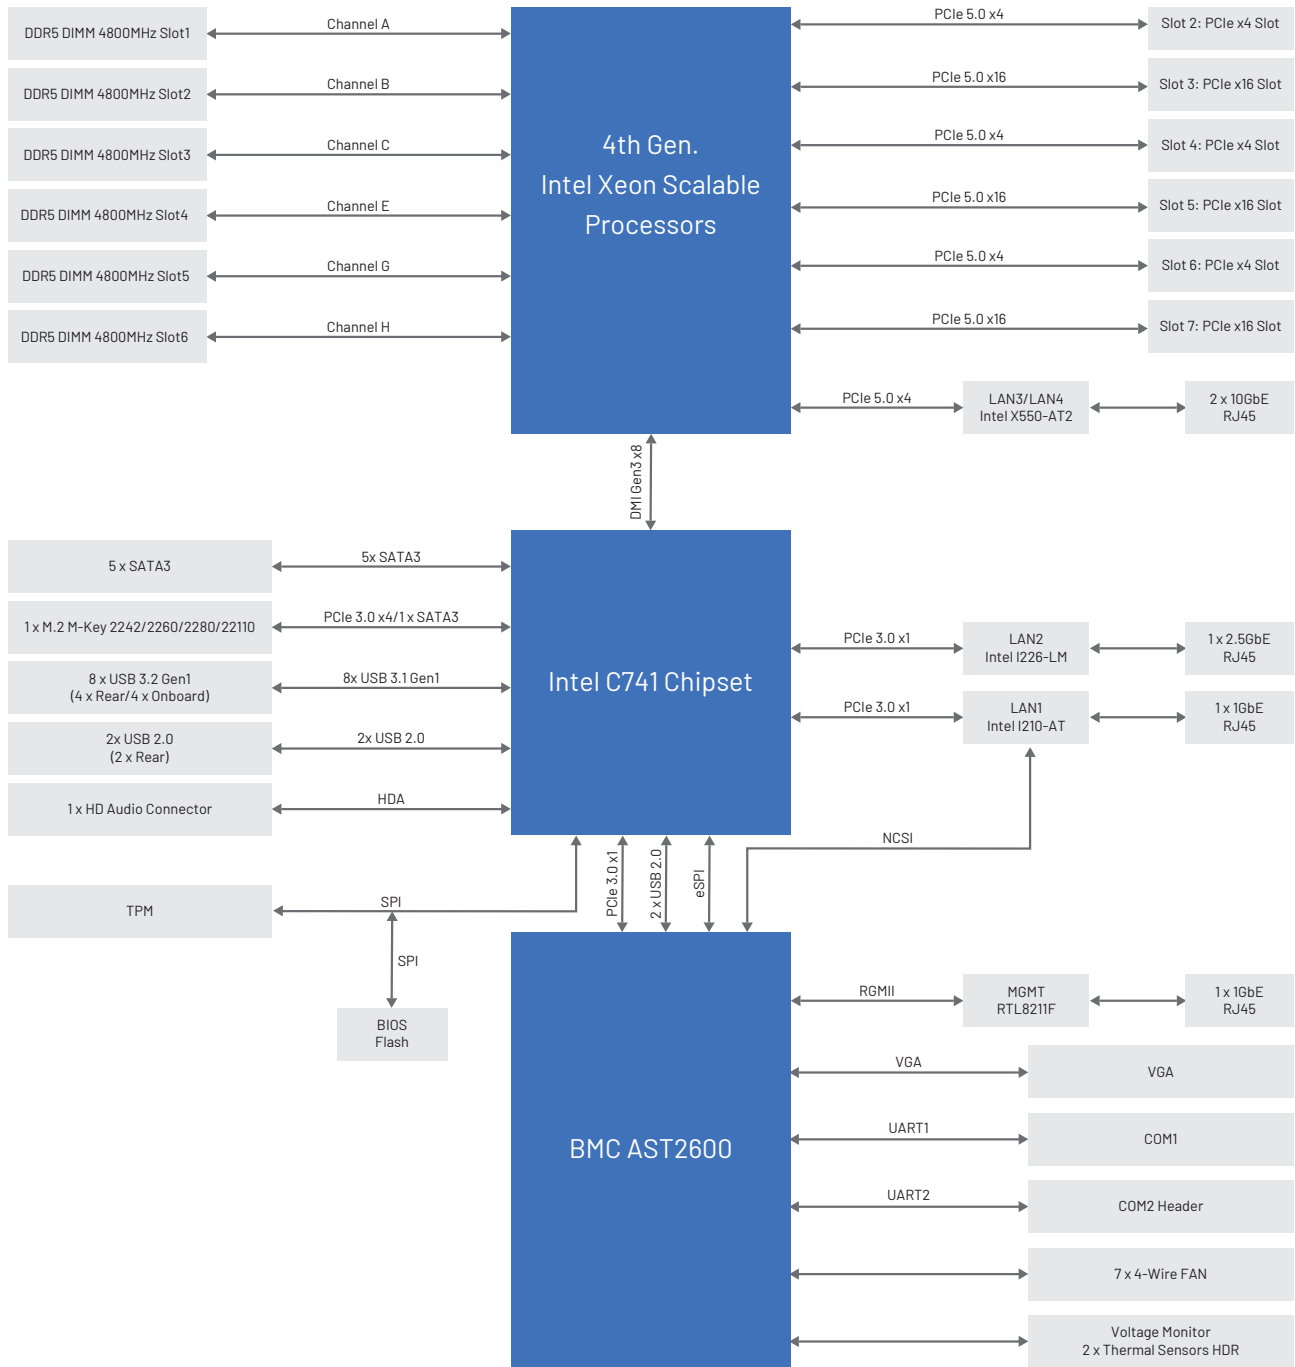 DDR5 DIMM 4800MHz Slot1
Channel A
PCIe 5.0 x4
Slot 2: PCIe x4 Slot
DDR5 DIMM 4800MHz Slot2
Channel B
PCIe 5.0 x16
Slot 3: PCIe x16 Slot
DDR5 DIMM 4800MHz Slot3
Channel C
PCIe 5.0 x4
Slot 4: PCIe x4 Slot
DDR5 DIMM 4800MHz Slot4
Channel E
PCIe 5.0 x16
Slot 5: PCIe x16 Slot
DDR5 DIMM 4800MHz Slot5
Channel G
PCIe 5.0 x4
Slot 6: PCIe x4 Slot
DDR5 DIMM 4800MHz Slot6
Channel H
PCIe 5.0 x16
Slot 7: PCIe x16 Slot
4th Gen.
Intel Xeon Scalable
Processors
PCIe 5.0 x4
LAN3/LAN4
Intel X550-AT2
2 x 10GbE
RJ45
DMI Gen3 x8
5 x SATA3
5x SATA3
1 x M.2 M-Key 2242/2260/2280/22110
PCIe 3.0 x4/1 x SATA3
8 x USB 3.2 Gen1
(4 x Rear/4 x Onboard)
8x USB 3.1 Gen1
2x USB 2.0
(2 x Rear)
2x USB 2.0
1 x HD Audio Connector
HDA
Intel C741 Chipset
PCIe 3.0 x1
LAN2
Intel I226-LM
1 x 2.5GbE
RJ45
PCIe 3.0 x1
LAN1
Intel I210-AT
1 x 1GbE
RJ45
NCSI
PCIe 3.0 x1
2 x USB 2.0
eSPI
TPM
SPI
SPI
BIOS
Flash
BMC AST2600
RGMII
MGMT
RTL8211F
1 x 1GbE
RJ45
VGA
VGA
UART1
COM1
UART2
COM2 Header
7 x 4-Wire FAN
Voltage Monitor
2 x Thermal Sensors HDR